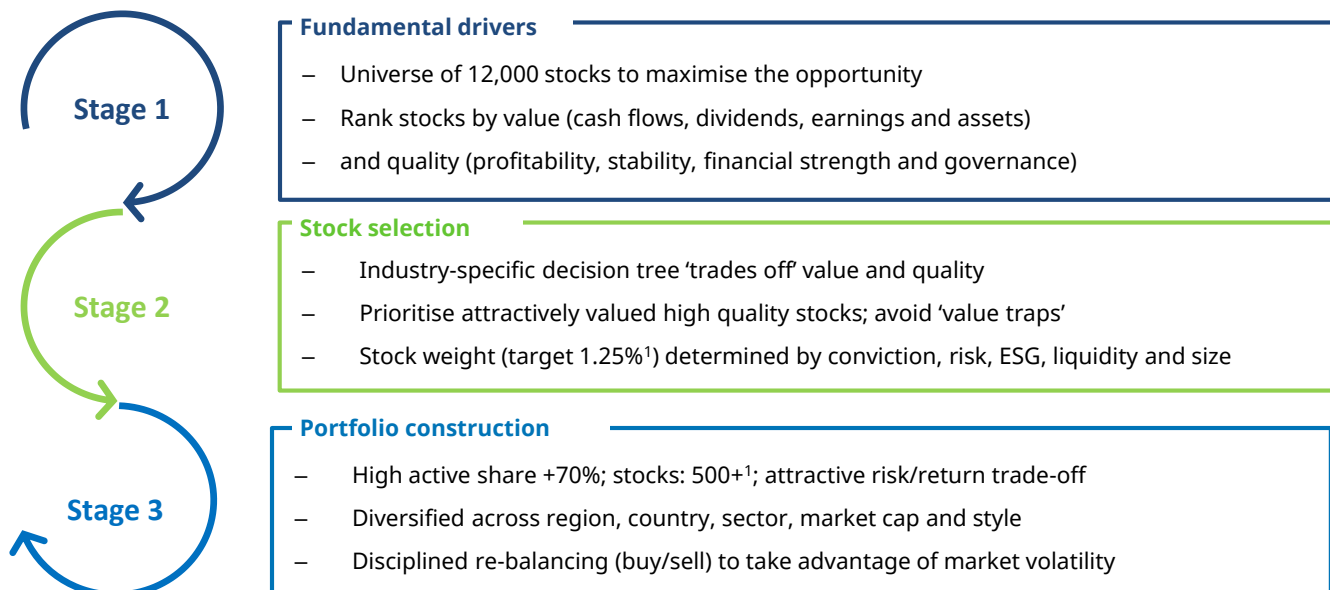 Stage 1
Fundamental drivers
– Universe of 12,000 stocks to maximise the opportunity
– Rank stocks by value (cash flows, dividends, earnings and assets)
– and quality (profitability, stability, financial strength and governance)
Stage 2
Stock selection
– Industry-specific decision tree ‘trades off’ value and quality
– Prioritise attractively valued high quality stocks; avoid ‘value traps’
– Stock weight (target 1.25%¹) determined by conviction, risk, ESG, liquidity and size
Stage 3
Portfolio construction
– High active share +70%; stocks: 500+¹; attractive risk/return trade-off
– Diversified across region, country, sector, market cap and style
– Disciplined re-balancing (buy/sell) to take advantage of market volatility